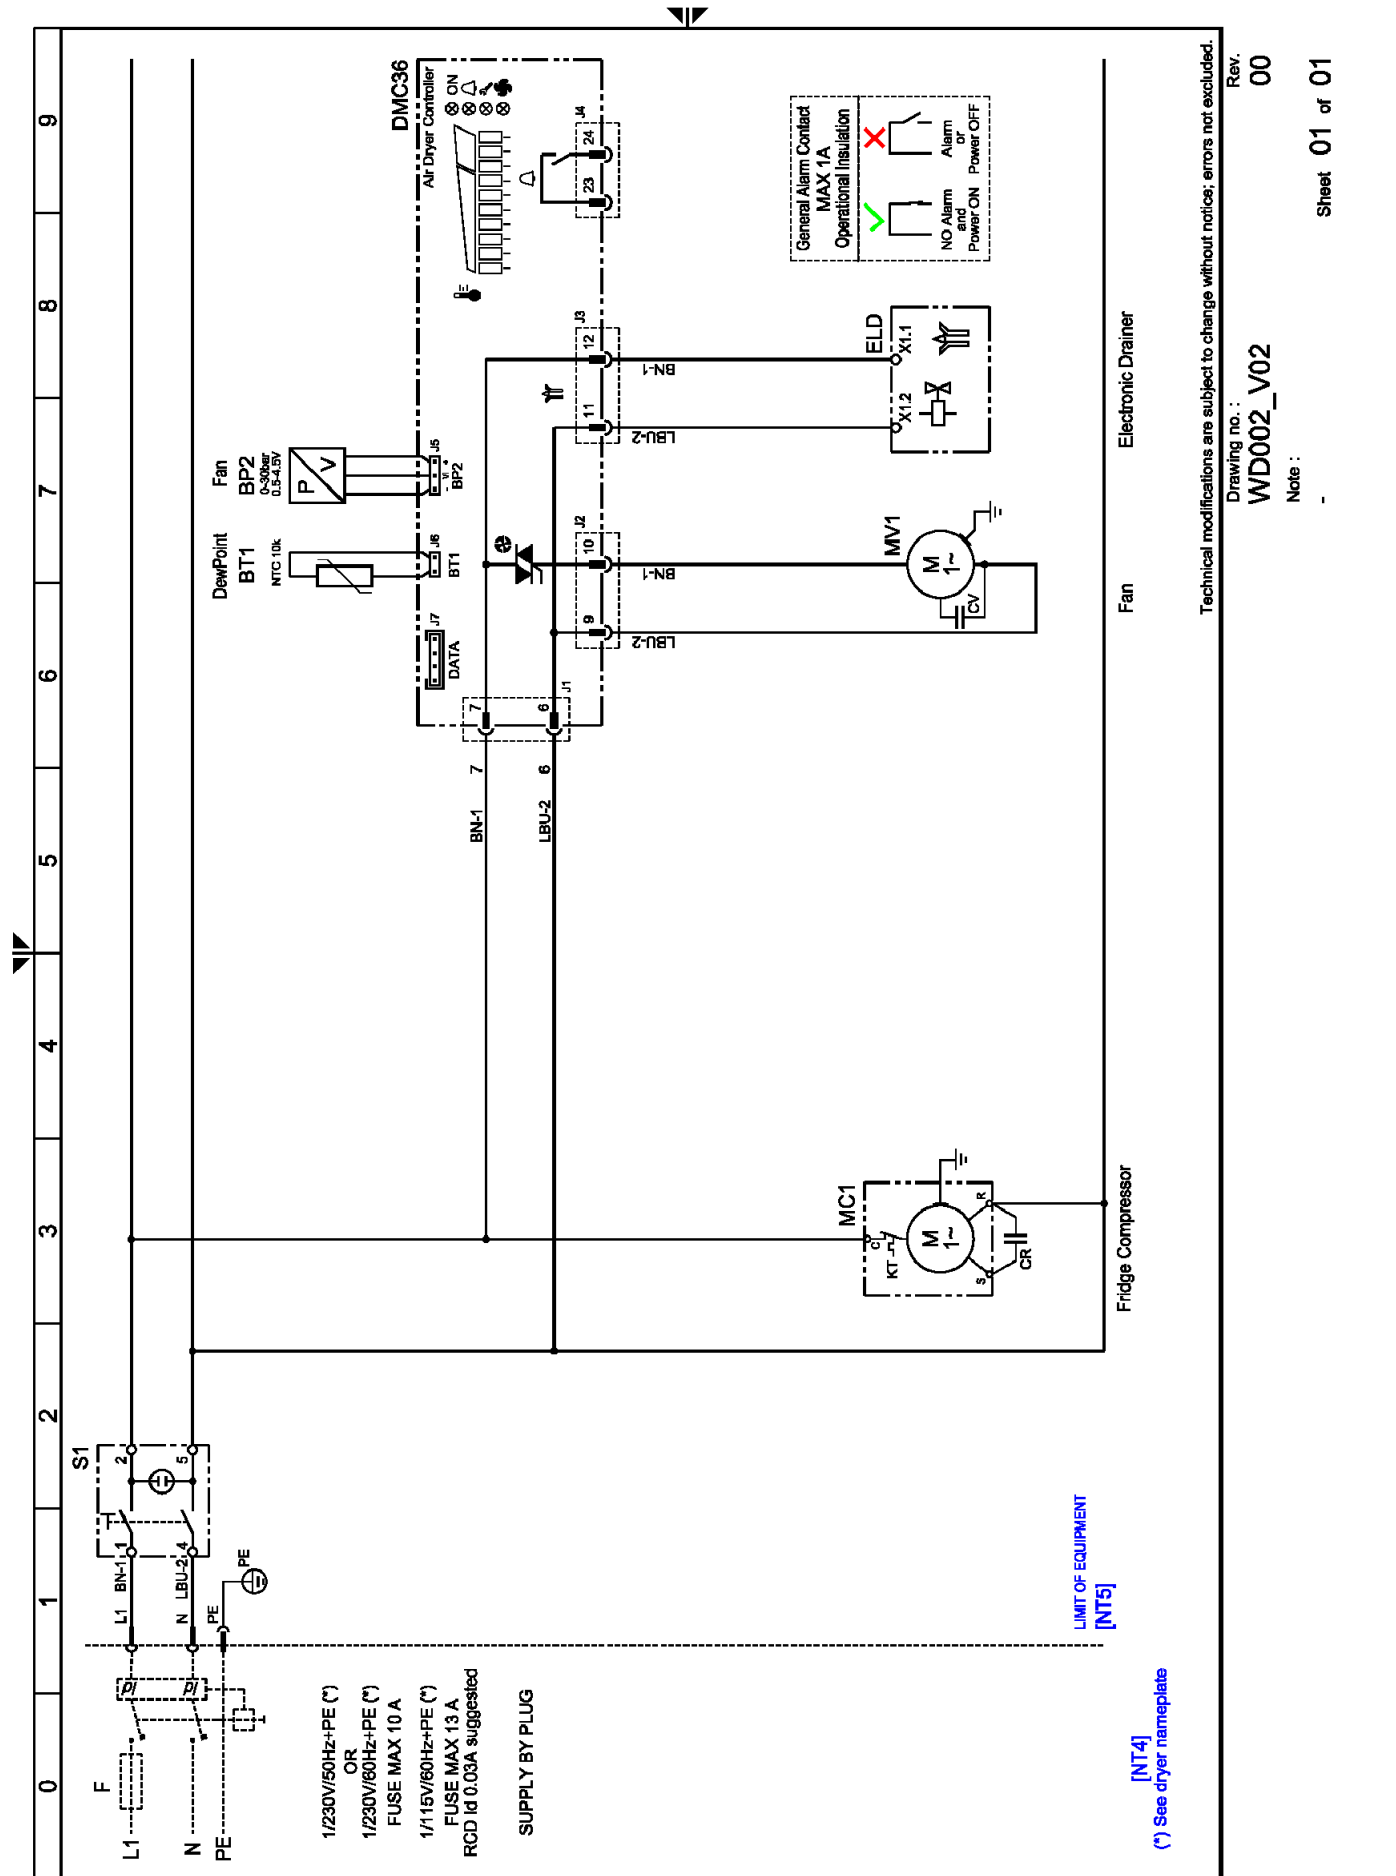 0 1 2 3 4 5 6 7 8 9
L1
N
PE
F
pI
pI
L1 BN-1
N LBU-2
PE
PE
S1
1 2
4 5
1/230V/50Hz+PE (*)
OR
1/230V/60Hz+PE (*)
FUSE MAX 10 A
1/115V/60Hz+PE (*)
FUSE MAX 13 A
RCD Id 0.03A suggested
SUPPLY BY PLUG
LIMIT OF EQUIPMENT
[NT5]
[NT4]
(*) See dryer nameplate
MC1
C
KT
M
1~
S
R
CR
Fridge Compressor
BN-1 7
LBU-2 6
7
6
J1
DewPoint
BT1
NTC 10k
Fan
BP2
0-30bar
0.5-4.5V
P
V
DATA
J7
BT1
J6
- VI +
BP2
J5
DMC36
Air Dryer Controller
ON
9 10
J2
LBU-2
BN-1
11 12
J3
LBU-2
BN-1
23 24
J4
MV1
M
1~
CV
Fan
ELD
X1.2 X1.1
Electronic Drainer
General Alarm Contact
MAX 1A
Operational Insulation
NO Alarm
and
Power ON
Alarm
or
Power OFF
Technical modifications are subject to change without notice; errors not excluded.
Drawing no. :
WD002_V02
Rev.
00
Note :
-
Sheet 01 of 01